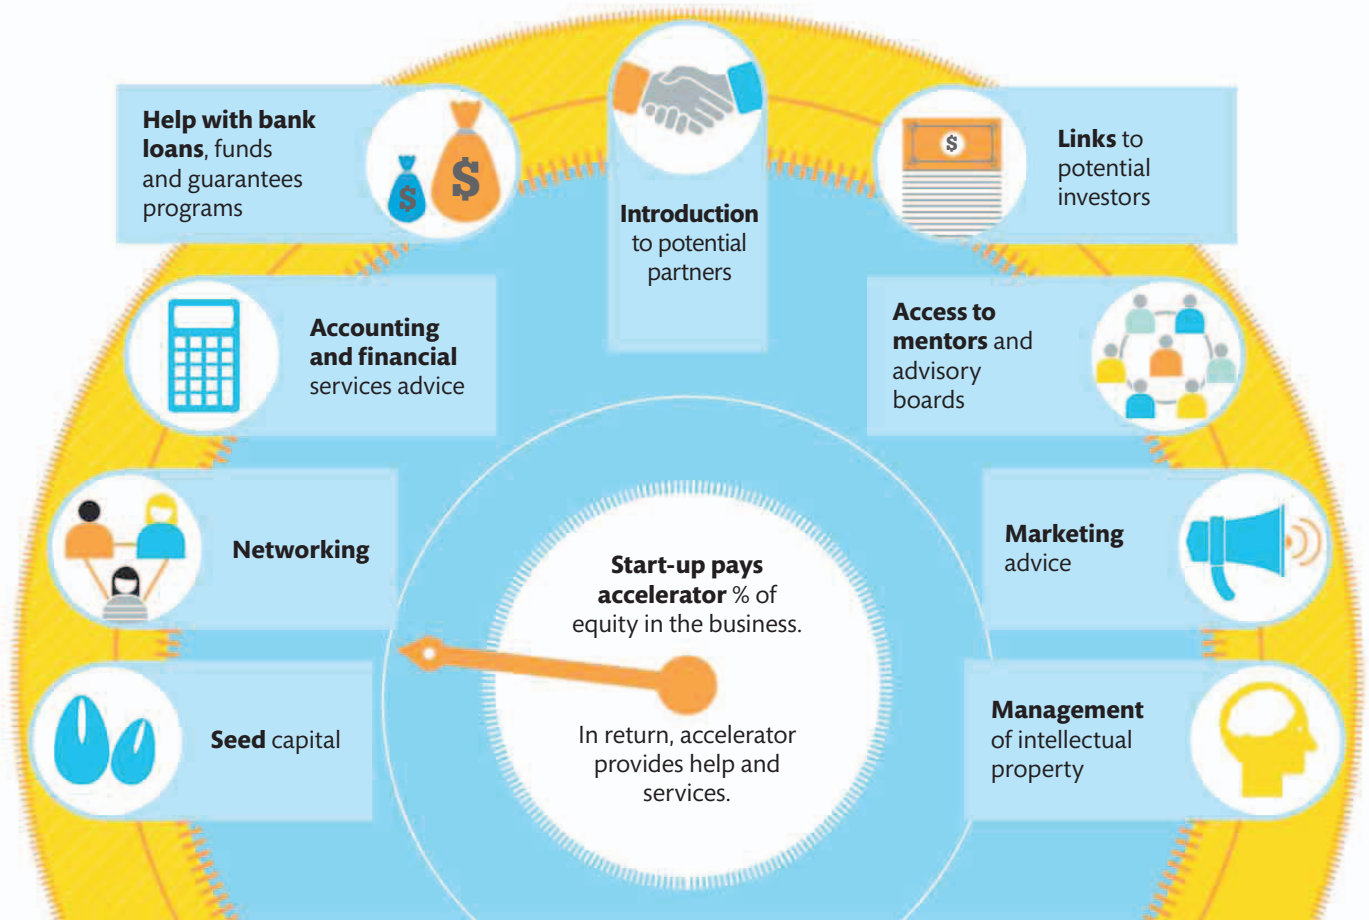 Help with bank
loans, funds
and guarantees
programs
$
$
Introduction
to potential
partners
$
Links to
potential
investors
Accounting
and financial
services advice
Access to
mentors and
advisory
boards
Networking
Marketing
advice
Start-up pays
accelerator % of
equity in the business.
In return, accelerator
provides help and
services.
Seed capital
Management
of intellectual
property